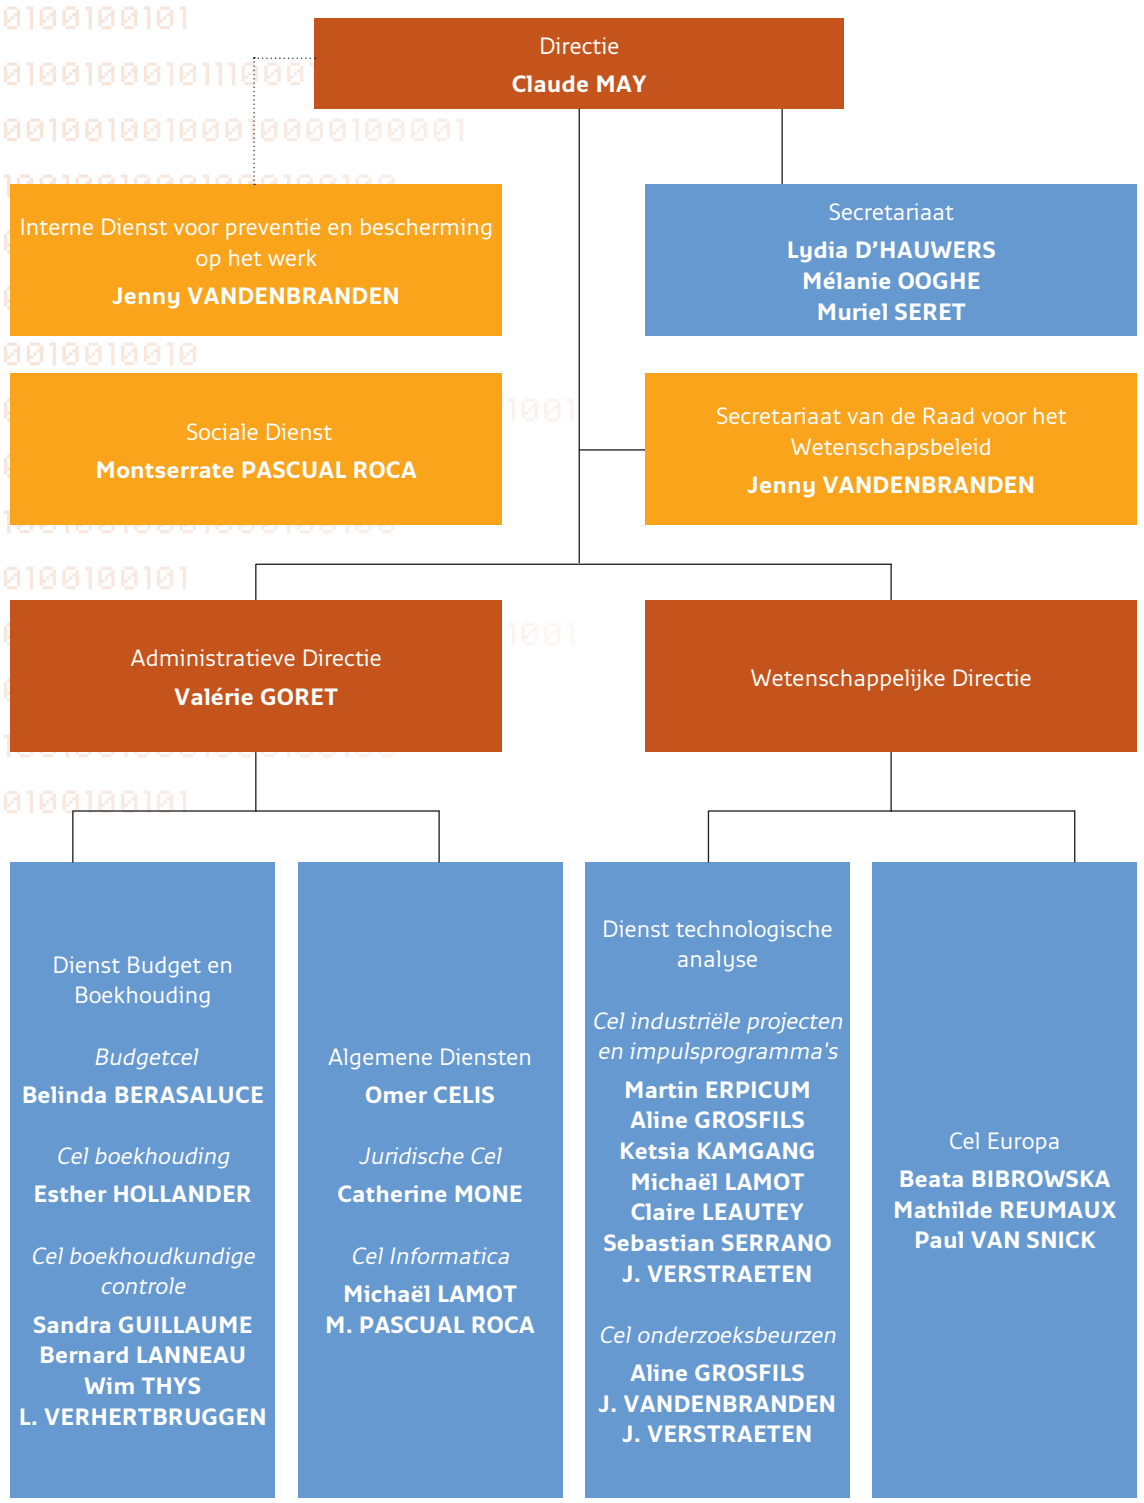 0100100101
Directie
Claude MAY
Interne Dienst voor preventie en bescherming
op het werk
Jenny VANDENBRANDEN
Secretariaat
Lydia D'HAUWERS
Mélanie OOGHE
Muriel SERET
0010010010
Sociale Dienst
Montserrate PASCUAL ROCA
Secretariaat van de Raad voor het
Wetenschapsbeleid
Jenny VANDENBRANDEN
0100100101
Administratieve Directie
Valérie GORET
Wetenschappelijke Directie
0100100101
Dienst Budget en
Boekhouding
Budgetcel
Belinda BERASALUCE
Cel boekhouding
Esther HOLLANDER
Cel boekhoudkundige
controle
Sandra GUILLAUME
Bernard LANNEAU
Wim THYS
L. VERHERTBRUGGEN
Algemene Diensten
Omer CELIS
Juridische Cel
Catherine MONE
Cel Informatica
Michaël LAMOT
M. PASCUAL ROCA
Dienst technologische
analyse
Cel industriële projecten
en impulsprogramma's
Martin ERPICUM
Aline GROSFILS
Ketsia KAMGANG
Michaël LAMOT
Claire LEAUTEY
Sebastian SERRANO
J. VERSTRAETEN
Cel onderzoeksbeurzen
Aline GROSFILS
J. VANDENBRANDEN
J. VERSTRAETEN
Cel Europa
Beata BIBROWSKA
Mathilde REUMAUX
Paul VAN SNICK